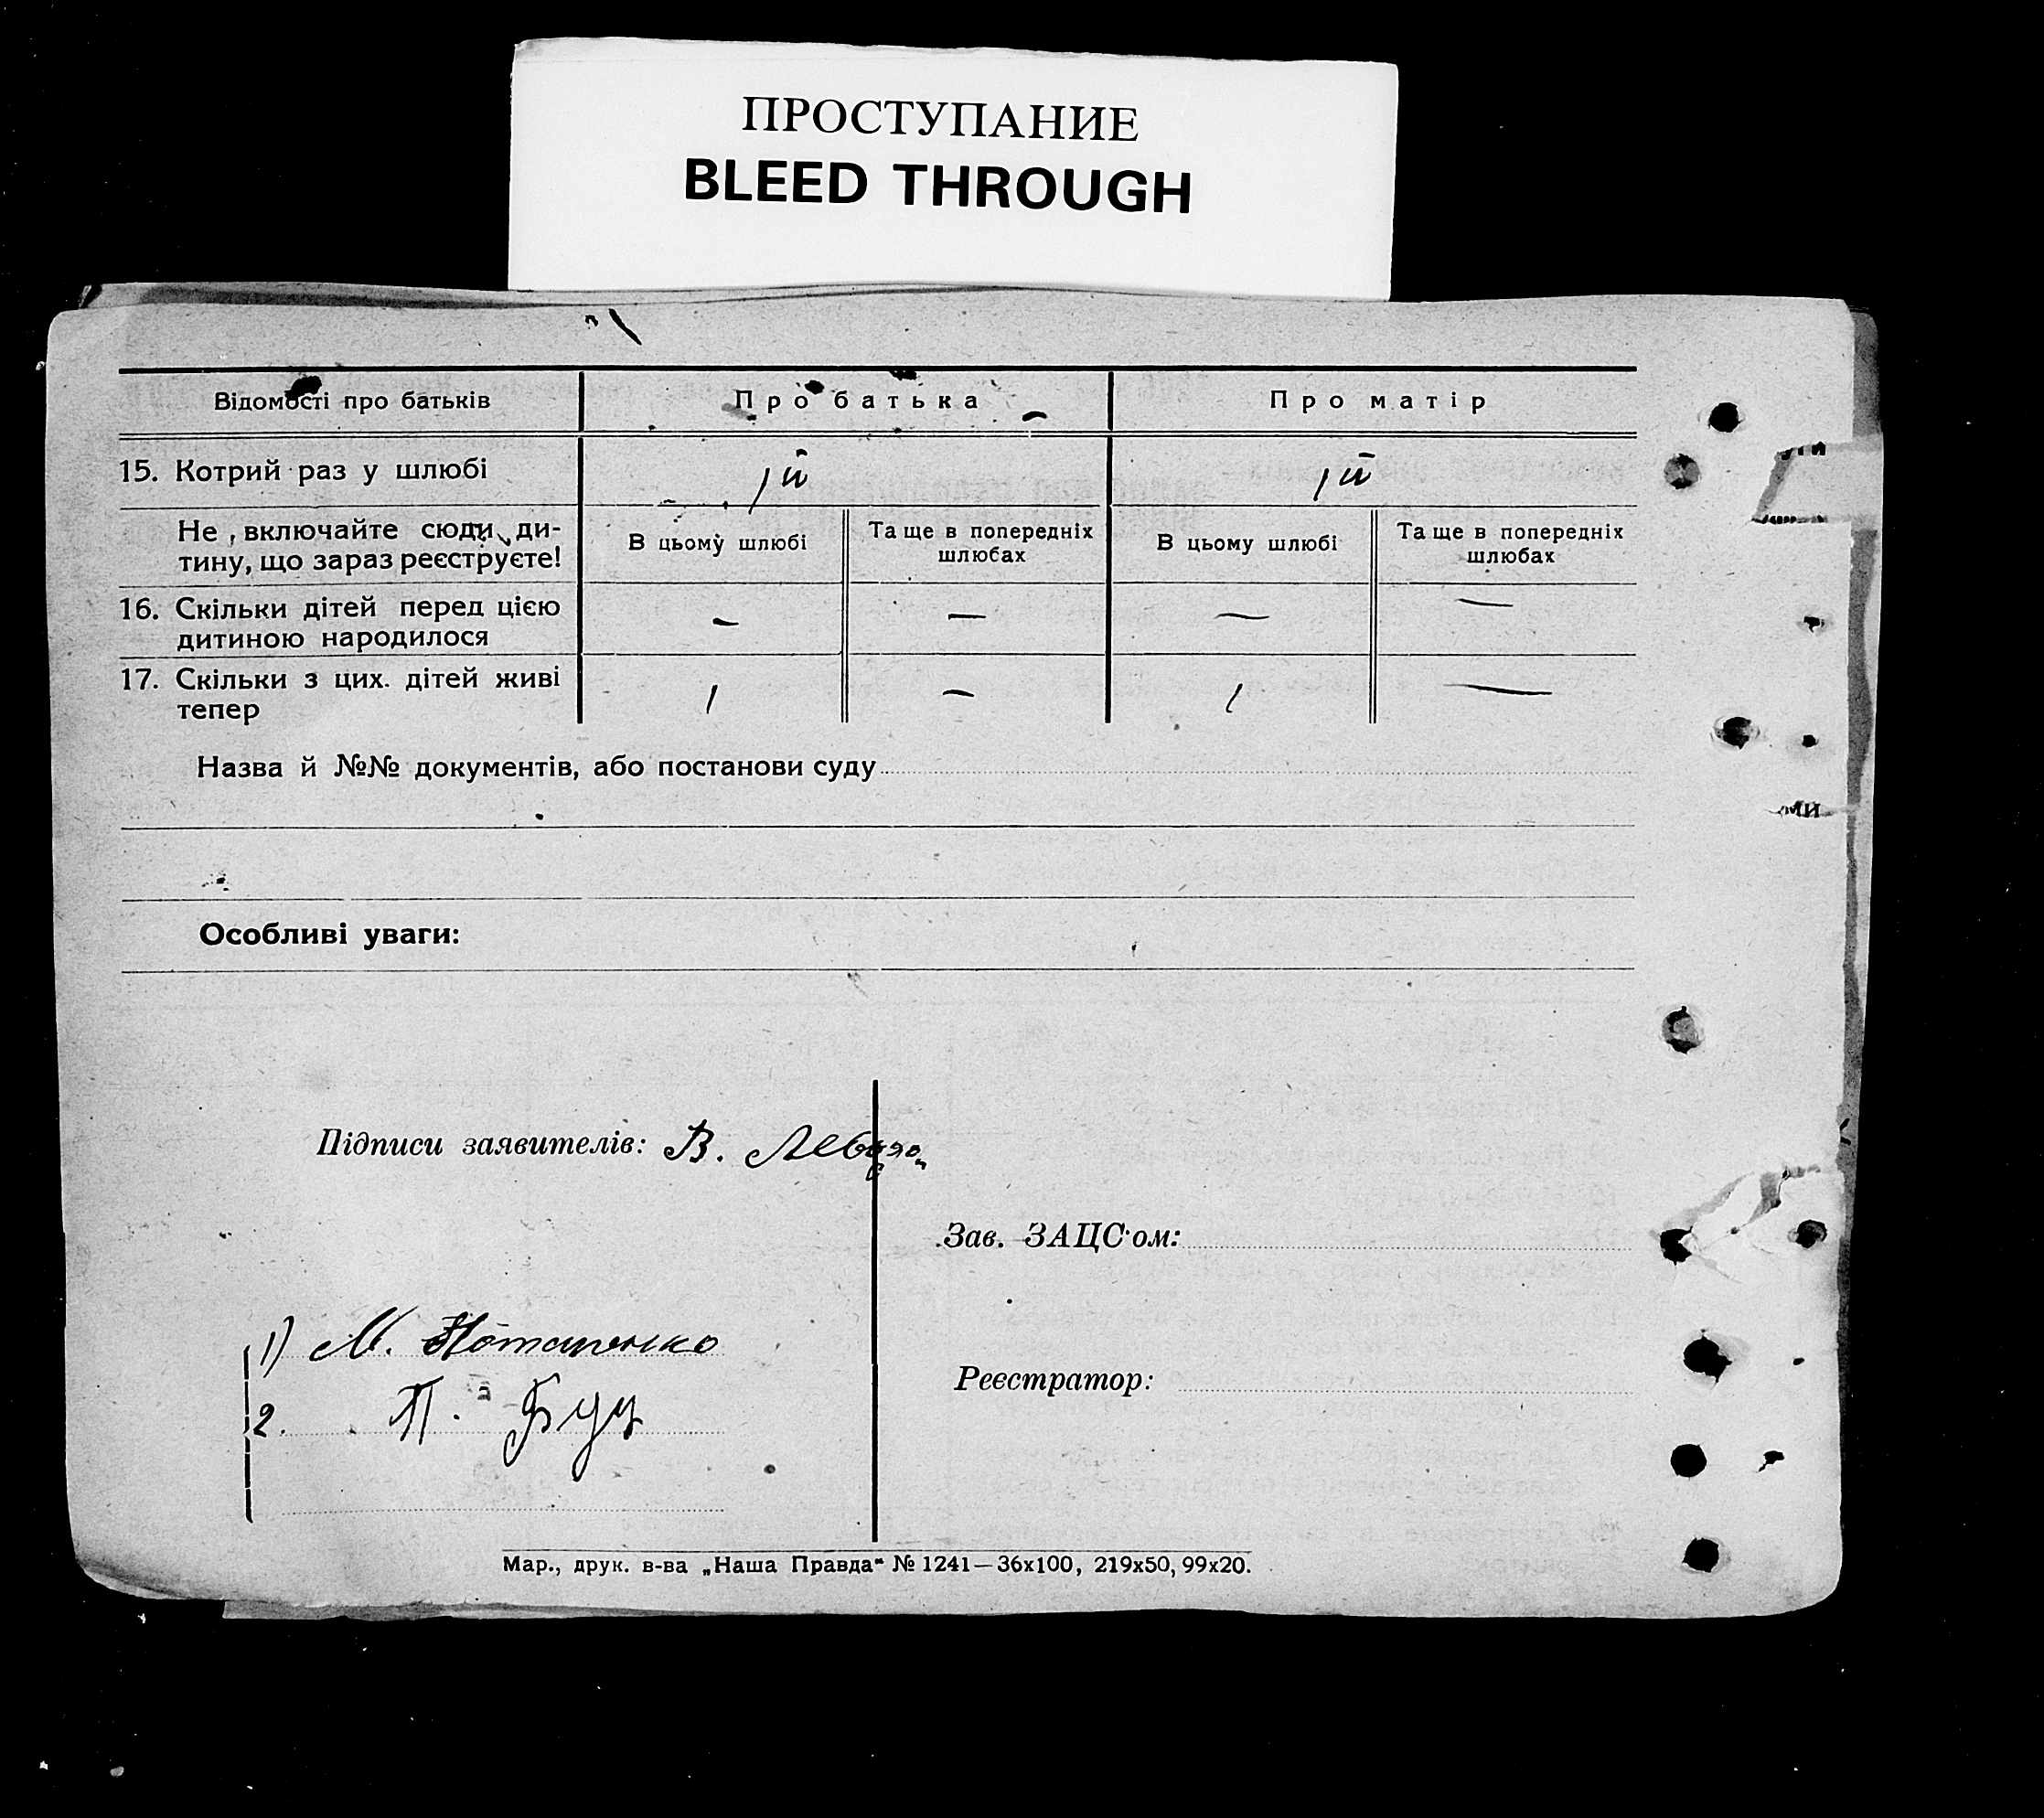 ПРОСТУПАНИЕ
BLEED THROUGH
Відомості про батьків
Про батька
Про матір
15. Котрий раз у шлюбі
1й
1й
Не включайте сюди ди-
тину, що зараз реєструєте!
В цьому шлюбі
Та ще в попередніх
шлюбах
В цьому шлюбі
Та ще в попередніх
шлюбах
16. Скільки дітей перед цією
дитиною народилося
— — — —
17. Скільки з цих дітей живі
тепер
1 — 1 —
Назва й №№ документів, або постанови суду
Особливі уваги:
Підписи заявителів: В.
Зав. ЗАЦС'ом:
1) М. Потапенко
Реєстратор:
2. П.
Мар., друк. в-ва „Наша Правда" № 1241—36х100, 219х50, 99х20.